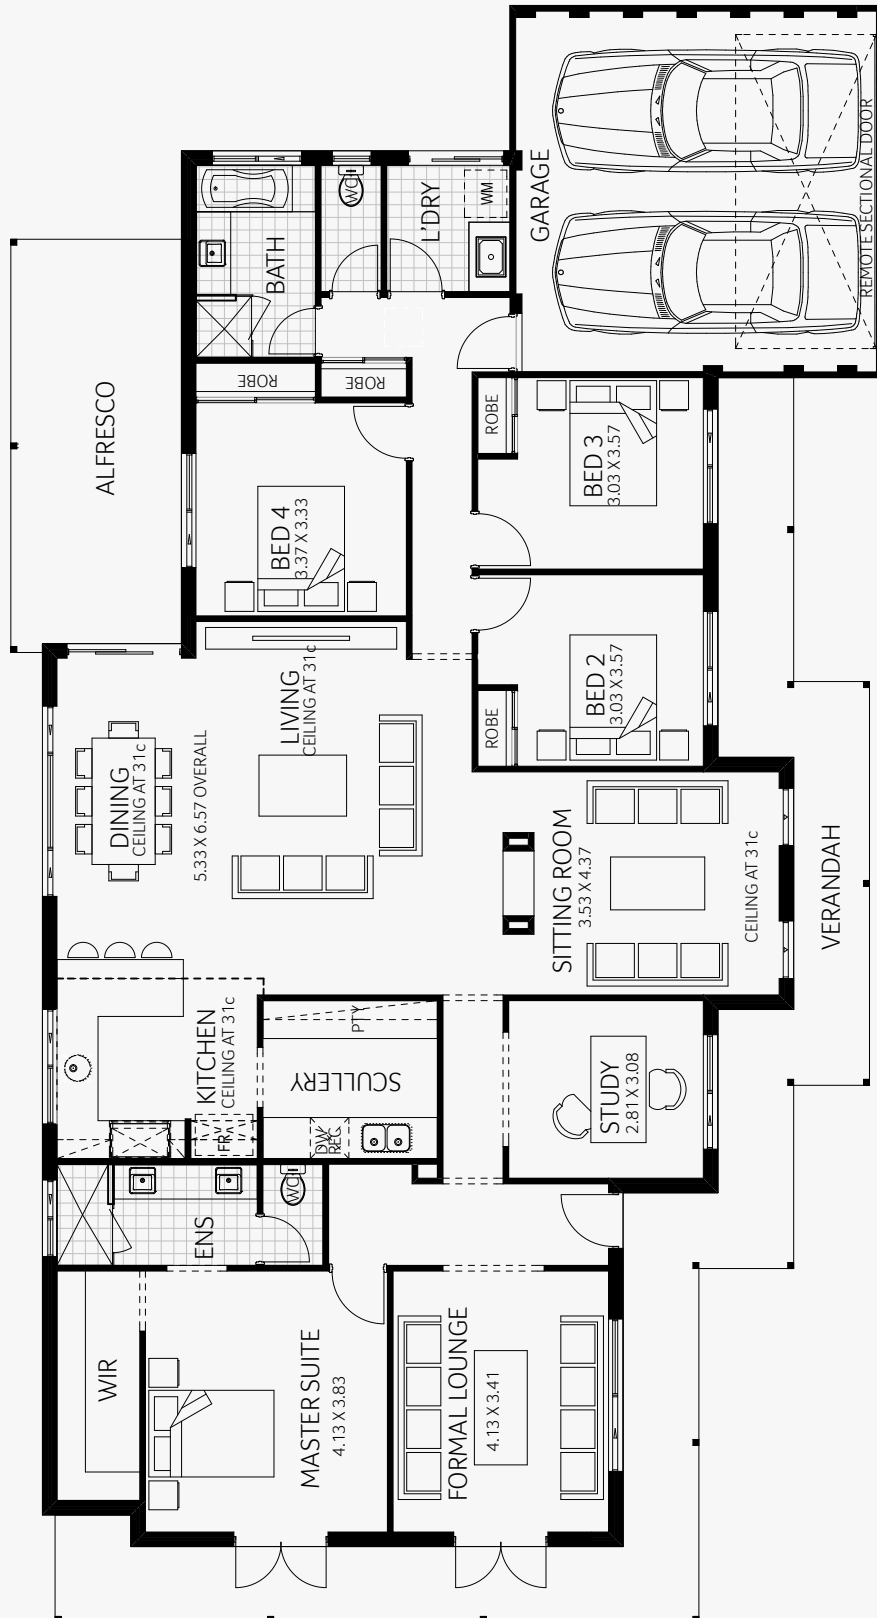 GARAGE
REMOTE SECTIONAL DOOR
WC
L'DRY
WM
BATH
ROBE
ROBE
ALFRESCO
ROBE
BED 3
3.03 X 3.57
BED 4
3.37 X 3.33
LIVING
CEILING AT 31c
BED 2
3.03 X 3.57
ROBE
DINING
CEILING AT 31c
5.33 X 6.57 OVERALL
SITTING ROOM
3.53 X 4.37
CEILING AT 31c
VERANDAH
KITCHEN
CEILING AT 31c
PTY
SCULLERY
FR
DW
REC
STUDY
2.81 X 3.08
WC
ENS
WIR
MASTER SUITE
4.13 X 3.83
FORMAL LOUNGE
4.13 X 3.41